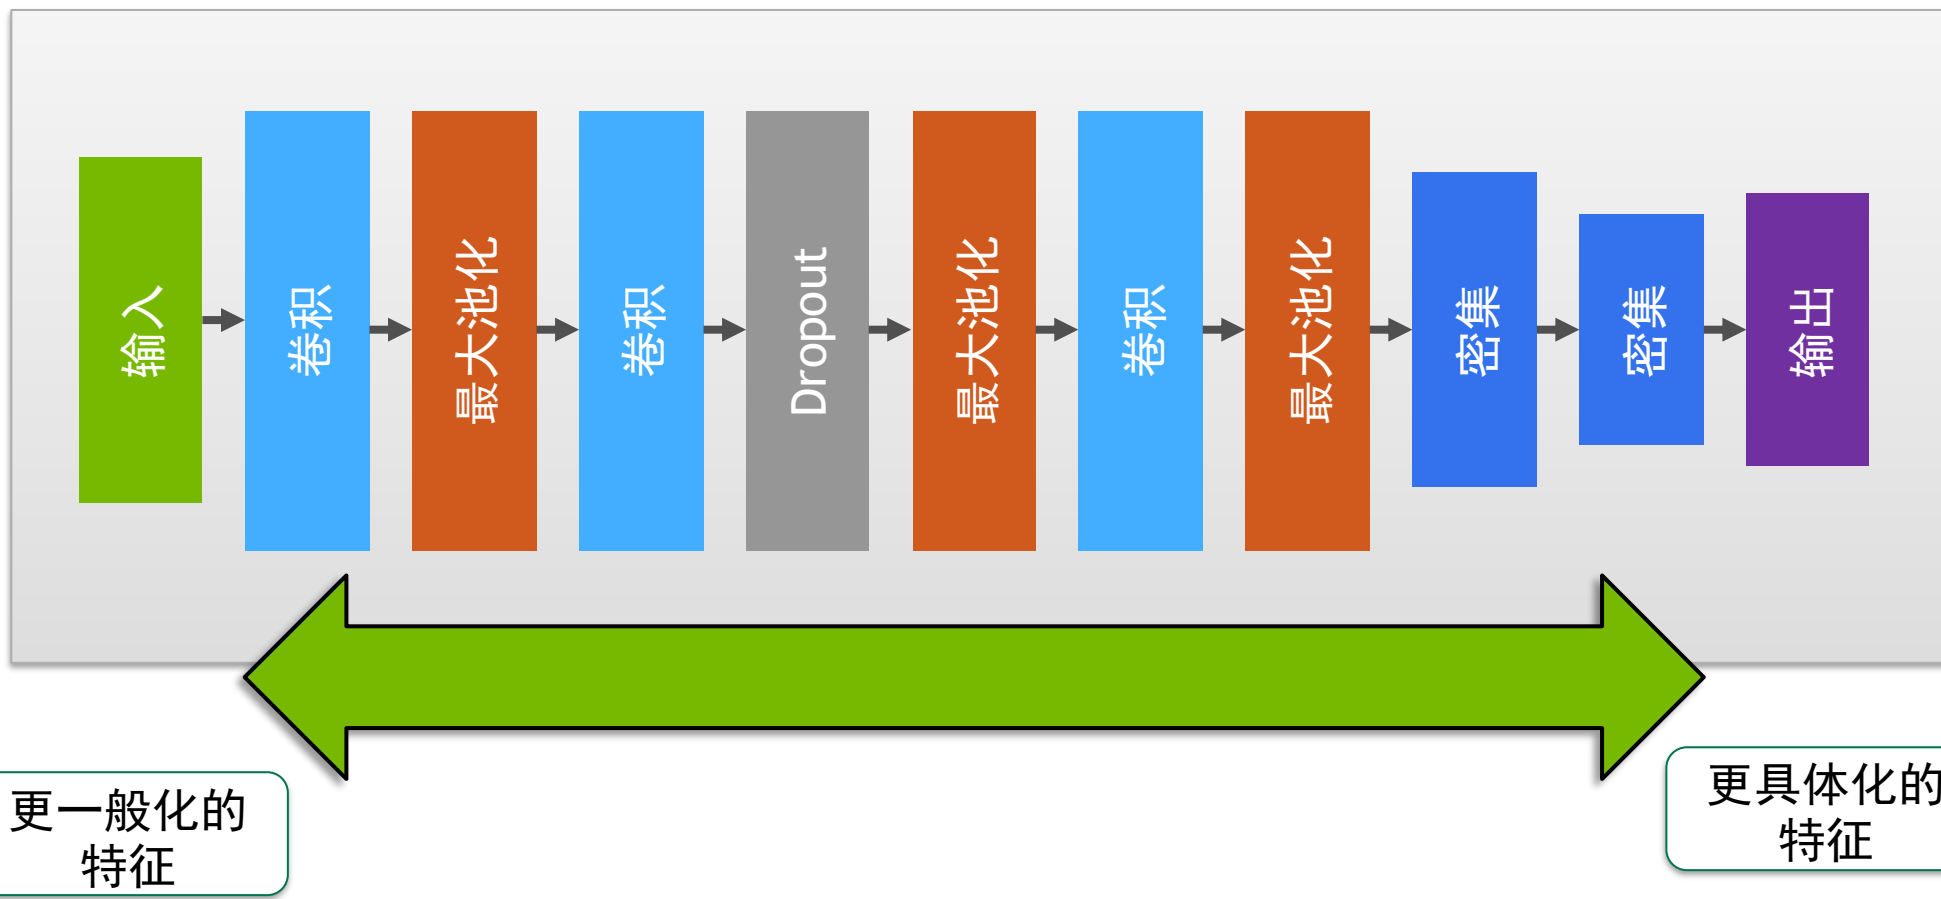 输入
卷积
最大池化
卷积
Dropout
最大池化
卷积
最大池化
密集
密集
输出
更一般化的
特征
更具体化的
特征